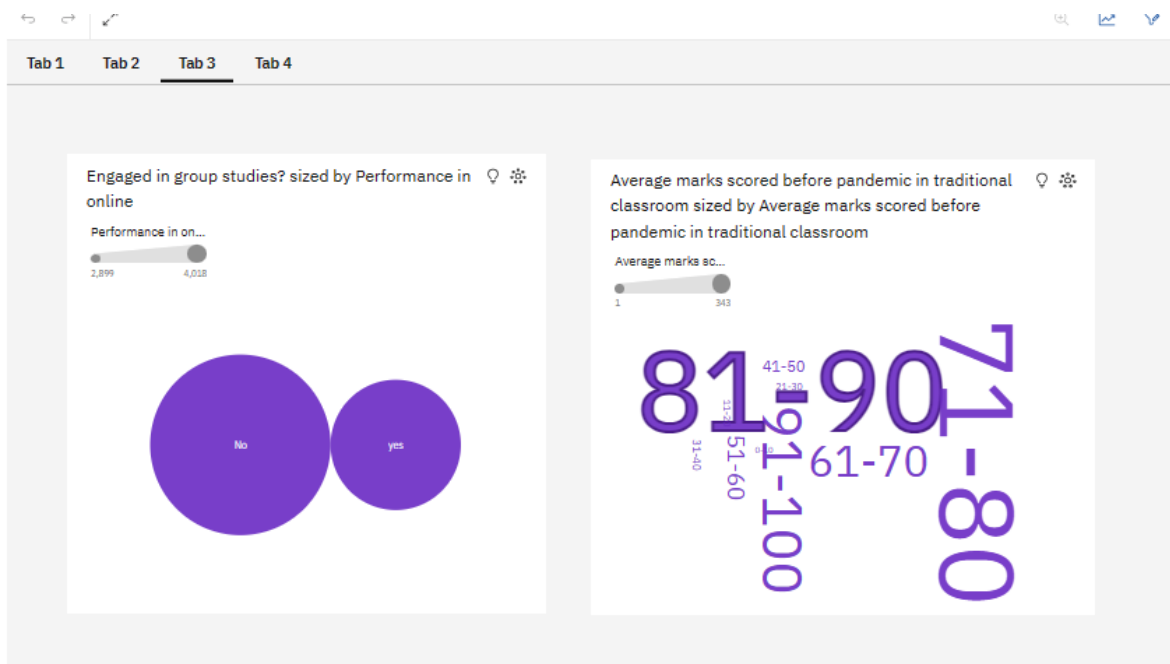 Tab 1
Tab 2
Tab 3
Tab 4
Engaged in group studies? sized by Performance in
online
Performance in on...
2,899
4,018
No
yes
Average marks scored before pandemic in traditional
classroom sized by Average marks scored before
pandemic in traditional classroom
Average marks sc...
1
343
81-90
41-50
21-30
71-80
31-40
51-60
91-100
61-70